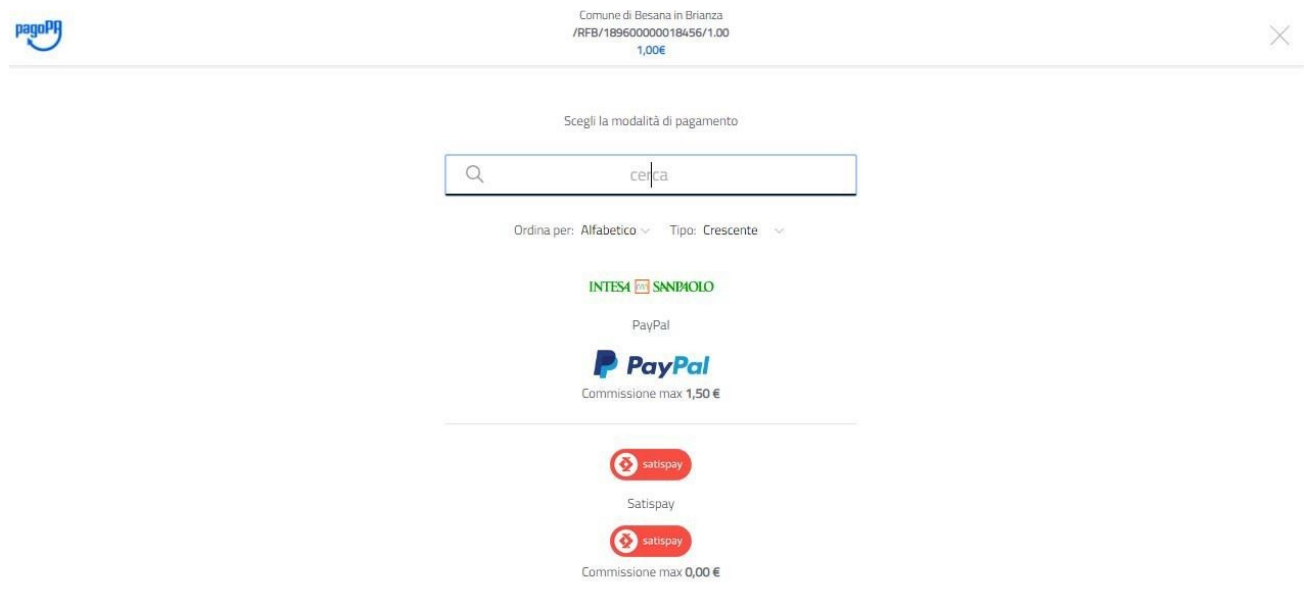 pagoPA
Comune di Besana in Brianza
/RFB/189600000018456/1.00
1,00€
Scegli la modalità di pagamento
cerca
Ordina per: Alfabetico Tipo: Crescente
INTESA SANPAOLO
PayPal
PayPal
Commissione max 1,50 €
satispay
Satispay
satispay
Commissione max 0,00 €